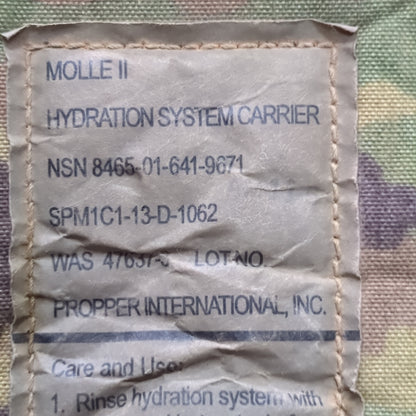 MOLLE II
HYDRATION SYSTEM CARRIER
NSN 8465-01-641-9671
SPM1C1-13-D-1062
WAS LOT NO.
PROPPER INTERNATIONAL, INC.
Care and Use:
1. Rinse hydration system with